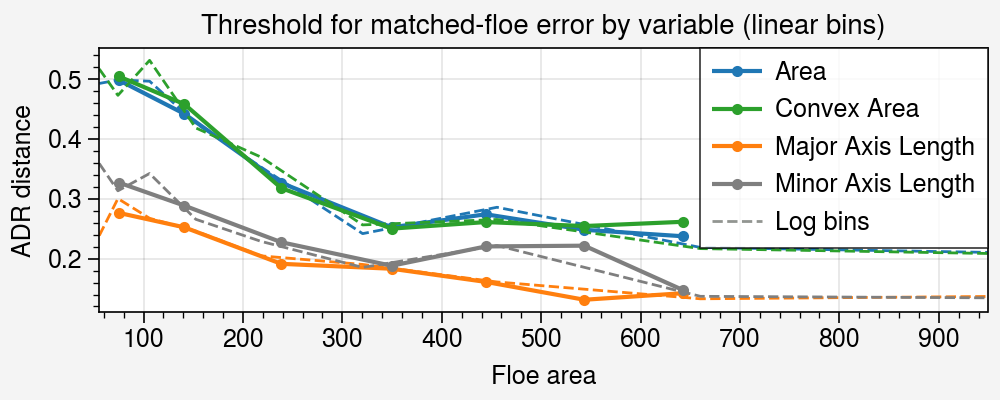 Threshold for matched-floe error by variable (linear bins)
ADR distance
0.5
0.4
0.3
0.2
Area
Convex Area
Major Axis Length
Minor Axis Length
Log bins
100 200 300 400 500 600 700 800 900
Floe area